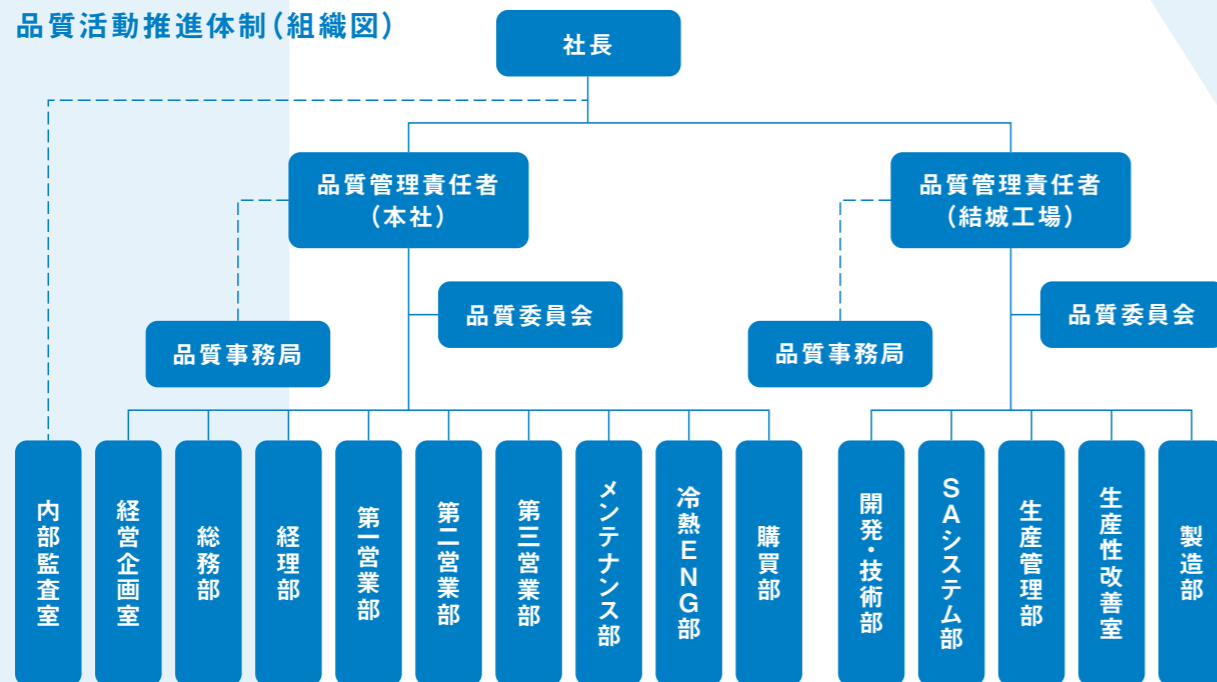 品質活動推進体制(組織図)
社長
品質管理責任者
(本社)
品質管理責任者
(結城工場)
品質委員会
品質事務局
品質委員会
品質事務局
内部監査室
経営企画室
総務部
経理部
第一営業部
第二営業部
第三営業部
メンテナンス部
冷熱ENG部
購買部
開発・技術部
SAシステム部
生産管理部
生産性改善室
製造部